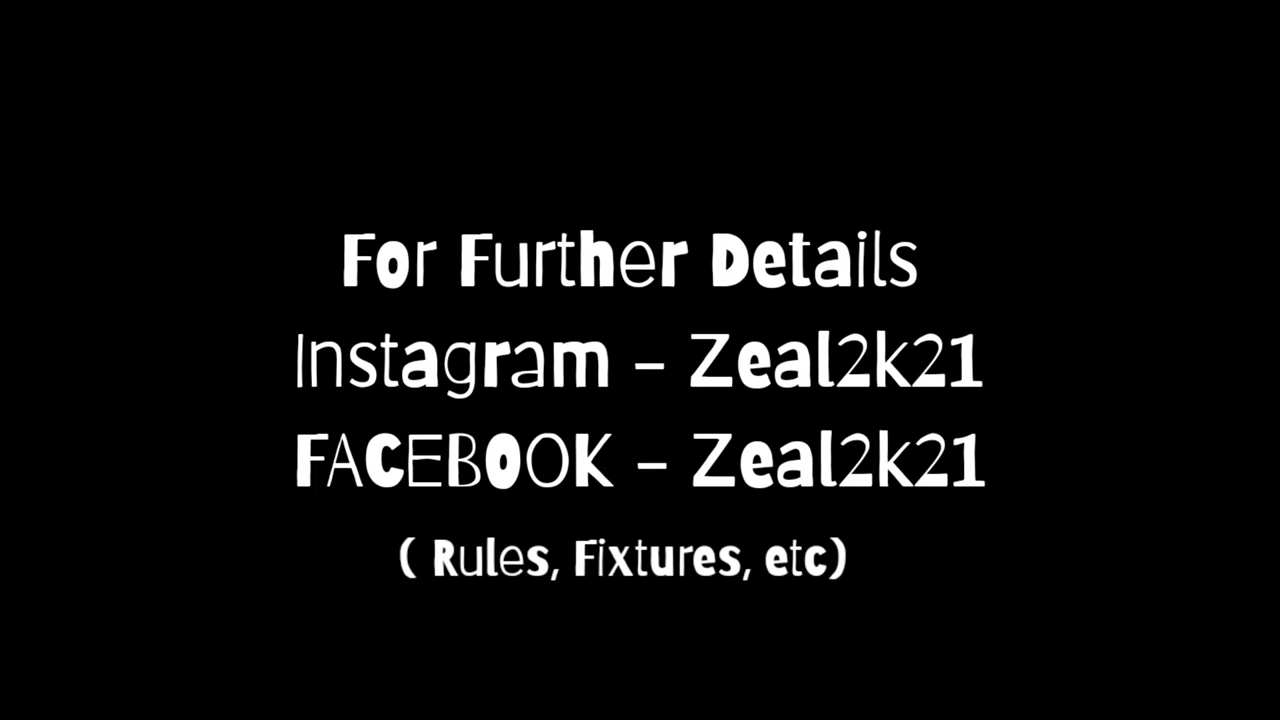 For Further Details
Instagram - Zeal2k21
FACEBOOK - Zeal2k21
( Rules, Fixtures, etc)